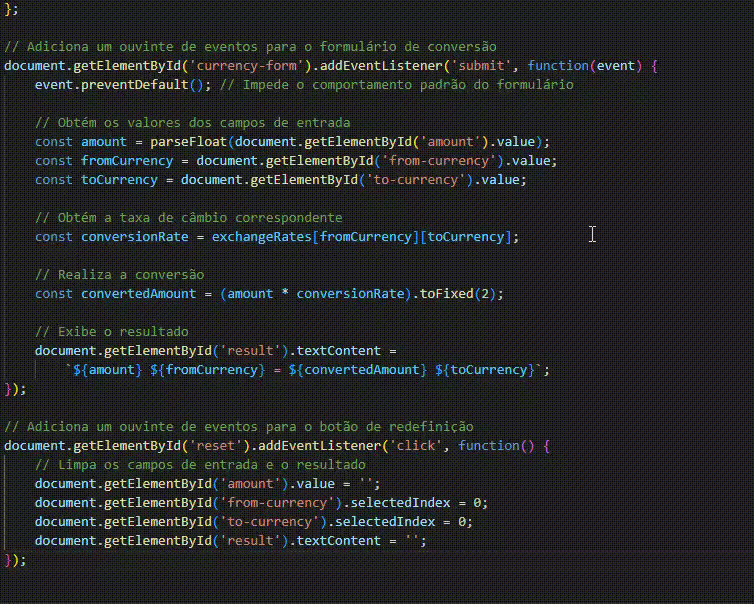 };
// Adiciona um ouvinte de eventos para o formulário de conversão
document.getElementById('currency-form').addEventListener('submit', function(event) {
event.preventDefault(); // Impede o comportamento padrão do formulário
// Obtém os valores dos campos de entrada
const amount = parseFloat(document.getElementById('amount').value);
const fromCurrency = document.getElementById('from-currency').value;
const toCurrency = document.getElementById('to-currency').value;
// Obtém a taxa de câmbio correspondente
const conversionRate = exchangeRates[fromCurrency][toCurrency];
// Realiza a conversão
const convertedAmount = (amount * conversionRate).toFixed(2);
// Exibe o resultado
document.getElementById('result').textContent =
`${amount} ${fromCurrency} = ${convertedAmount} ${toCurrency}`;
});
// Adiciona um ouvinte de eventos para o botão de redefinição
document.getElementById('reset').addEventListener('click', function() {
// Limpa os campos de entrada e o resultado
document.getElementById('amount').value = '';
document.getElementById('from-currency').selectedIndex = 0;
document.getElementById('to-currency').selectedIndex = 0;
document.getElementById('result').textContent = '';
});